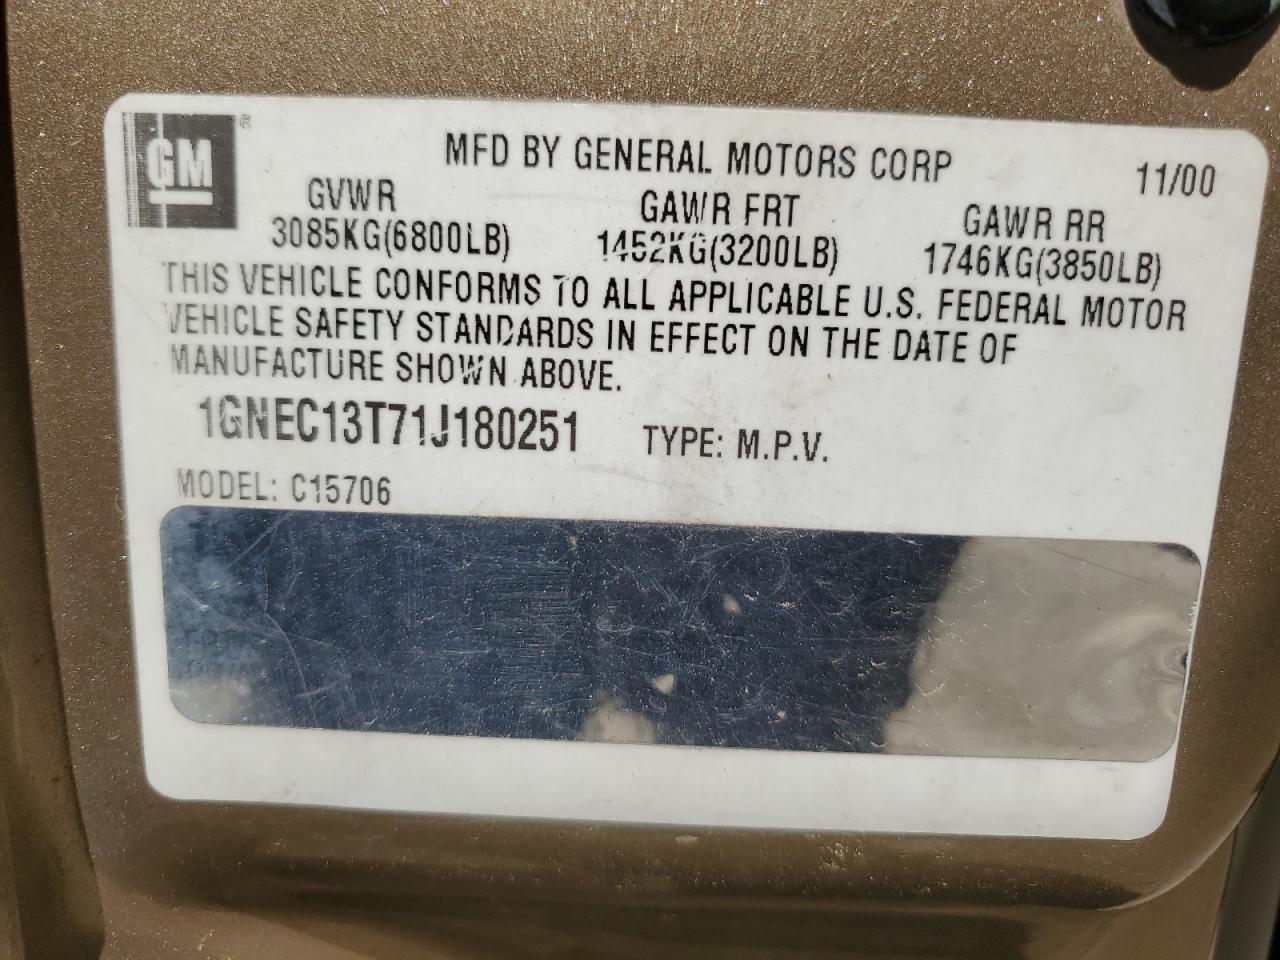 GM®
MFD BY GENERAL MOTORS CORP 11/00
GVWR GAWR FRT GAWR RR
3085KG(6800LB) 1452KG(3200LB) 1746KG(3850LB)
THIS VEHICLE CONFORMS TO ALL APPLICABLE U.S. FEDERAL MOTOR
VEHICLE SAFETY STANDARDS IN EFFECT ON THE DATE OF
MANUFACTURE SHOWN ABOVE.
1GNEC13T71J180251 TYPE: M.P.V.
MODEL: C15706